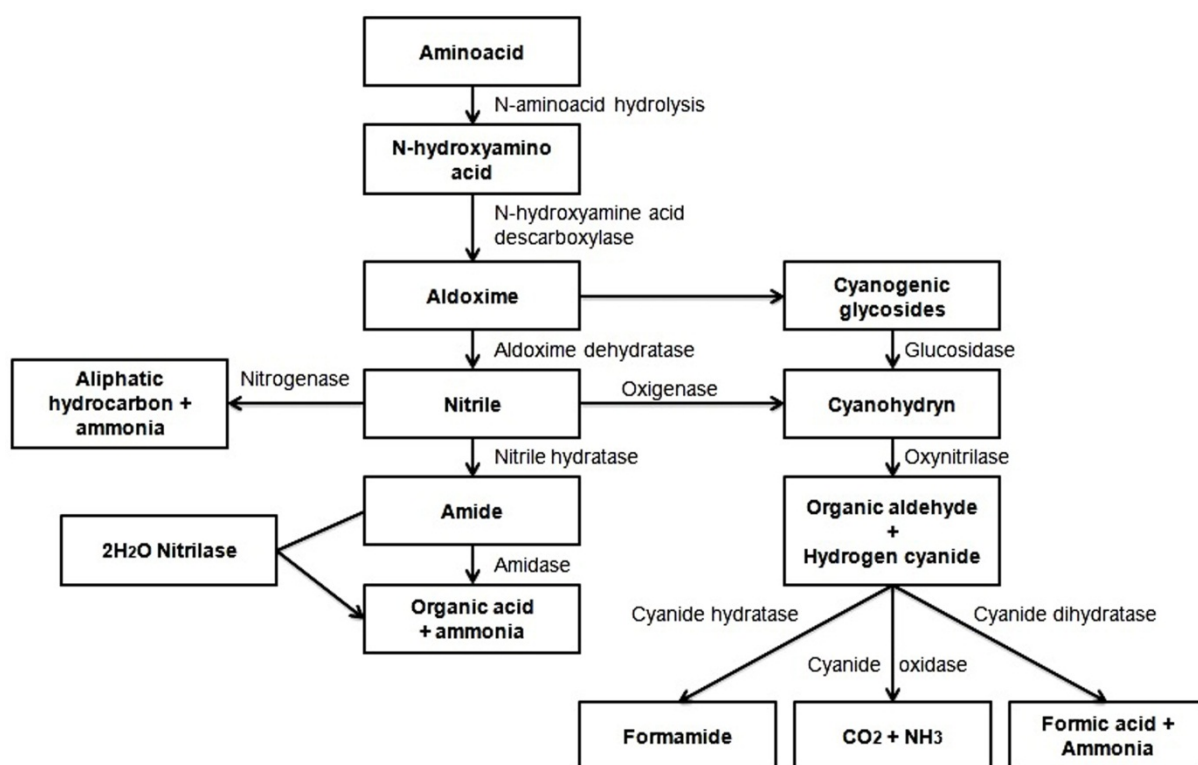 Aminoacid
N-aminoacid hydrolysis
N-hydroxyamino
acid
N-hydroxyamine acid
descarboxylase
Aldoxime
Cyanogenic
glycosides
Aldoxime dehydratase
Glucosidase
Aliphatic
hydrocarbon +
ammonia
Nitrogenase
Nitrile
Oxigenase
Cyanohydryn
Nitrile hydratase
Oxynitrilase
Amide
Organic aldehyde
+
Hydrogen cyanide
2H2O Nitrilase
Amidase
Organic acid
+ ammonia
Cyanide hydratase
Cyanide dihydratase
Cyanide oxidase
Formamide
CO2 + NH3
Formic acid +
Ammonia